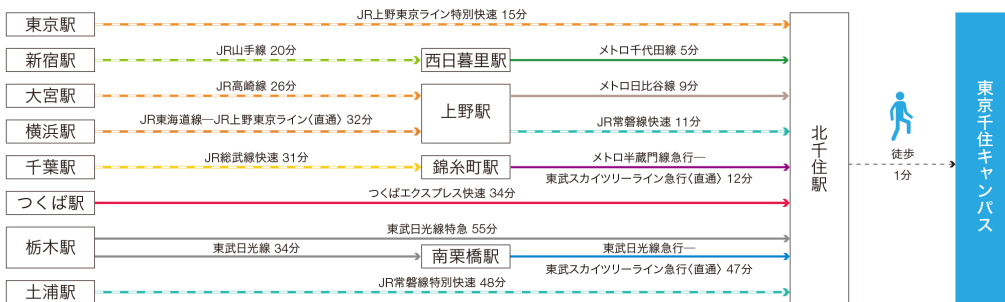 東京駅
JR上野東京ライン特別快速 15分
新宿駅
JR山手線 20分
西日暮里駅
メトロ千代田線 5分
大宮駅
JR高崎線 26分
上野駅
メトロ日比谷線 9分
横浜駅
JR東海道線―JR上野東京ライン〈直通〉 32分
JR常磐線快速 11分
千葉駅
JR総武線快速 31分
錦糸町駅
メトロ半蔵門線急行―
東武スカイツリーライン急行〈直通〉 12分
つくば駅
つくばエクスプレス快速 34分
栃木駅
東武日光線特急 55分
東武日光線 34分
南栗橋駅
東武日光線急行―
東武スカイツリーライン急行〈直通〉 47分
土浦駅
JR常磐線特別快速 48分
北千住駅
徒歩
1分
東京千住キャンパス